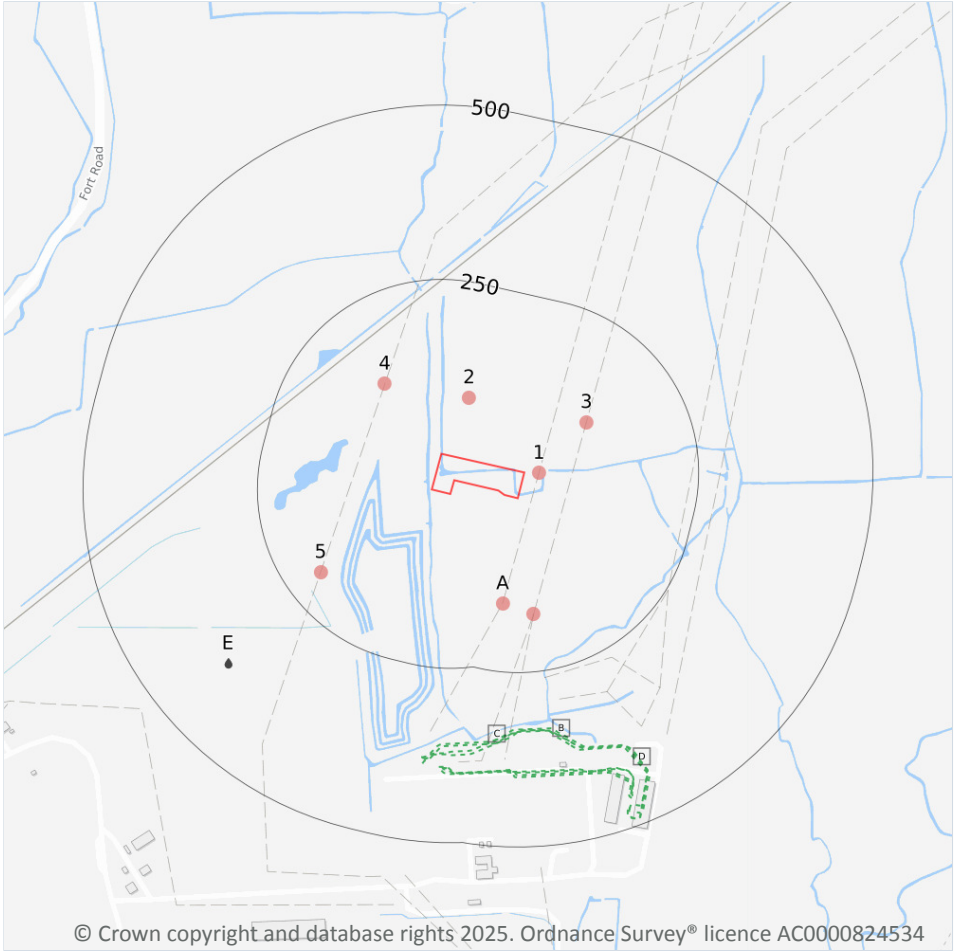 500
Fort Road
250
4
2
3
1
5
A
E
C
B
D
© Crown copyright and database rights 2025. Ordnance Survey® licence AC0000824534